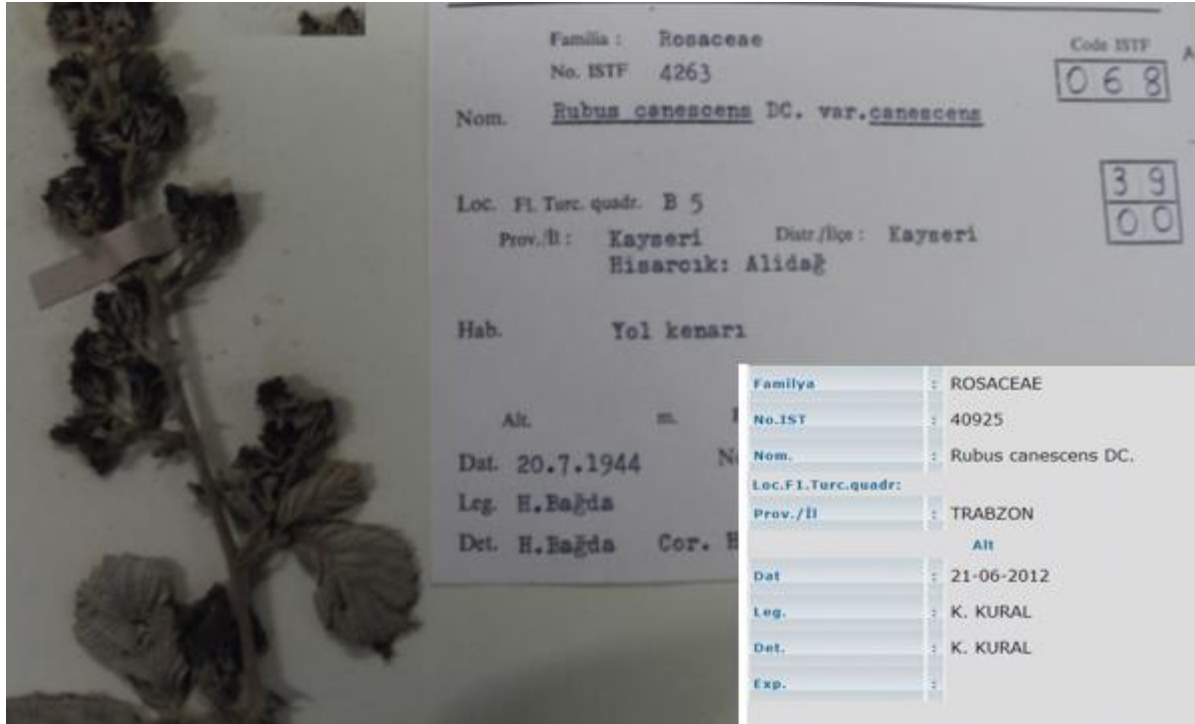 Familia : Rosaceae
Code ISTF
No. ISTF 4263
068
Nom. Rubus canescens DC. var.canescens
39
00
Loc. Fl. Turc. quadr. B 5
Prov./İl : Kayseri Distr./İlçe : Kayseri
Hisarcık: Alidağ
Hab. Yol kenarı
Alt. m.
Dat. 20.7.1944
Leg. H.Bağda
Det. H.Bağda Cor.
Familya : ROSACEAE
No.IST : 40925
Nom. : Rubus canescens DC.
Loc.F1.Turc.quadr:
Prov./İl : TRABZON
Alt
Dat : 21-06-2012
Leg. : K. KURAL
Det. : K. KURAL
Exp. :